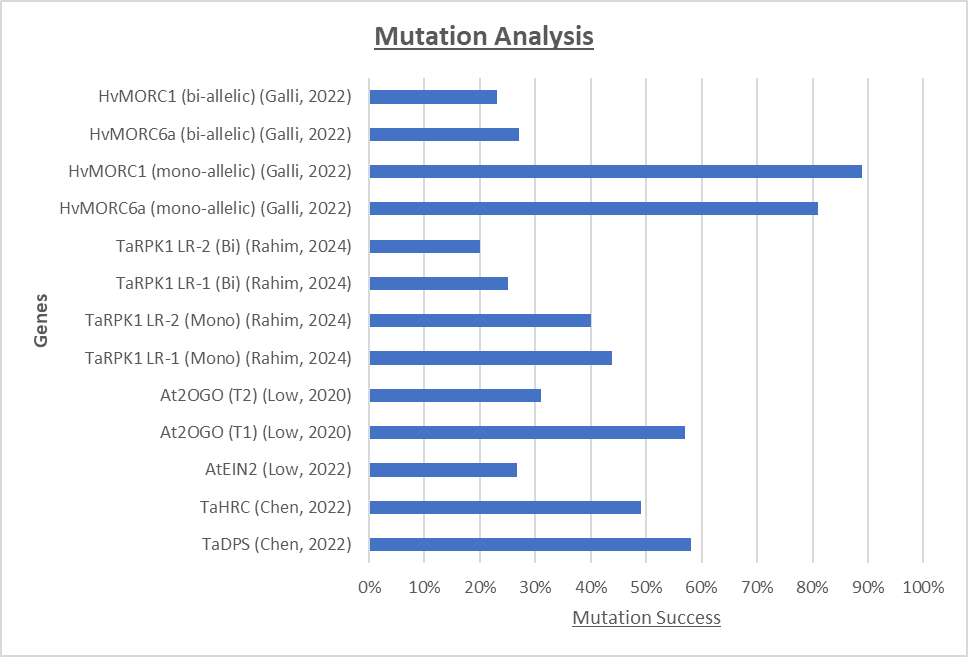 Mutation Analysis
HvMORC1 (bi-allelic) (Galli, 2022)
HvMORC6a (bi-allelic) (Galli, 2022)
HvMORC1 (mono-allelic) (Galli, 2022)
HvMORC6a (mono-allelic) (Galli, 2022)
TaRPK1 LR-2 (Bi) (Rahim, 2024)
TaRPK1 LR-1 (Bi) (Rahim, 2024)
TaRPK1 LR-2 (Mono) (Rahim, 2024)
TaRPK1 LR-1 (Mono) (Rahim, 2024)
At2OGO (T2) (Low, 2020)
At2OGO (T1) (Low, 2020)
AtEIN2 (Low, 2022)
TaHRC (Chen, 2022)
TaDPS (Chen, 2022)
Genes
0% 10% 20% 30% 40% 50% 60% 70% 80% 90% 100%
Mutation Success